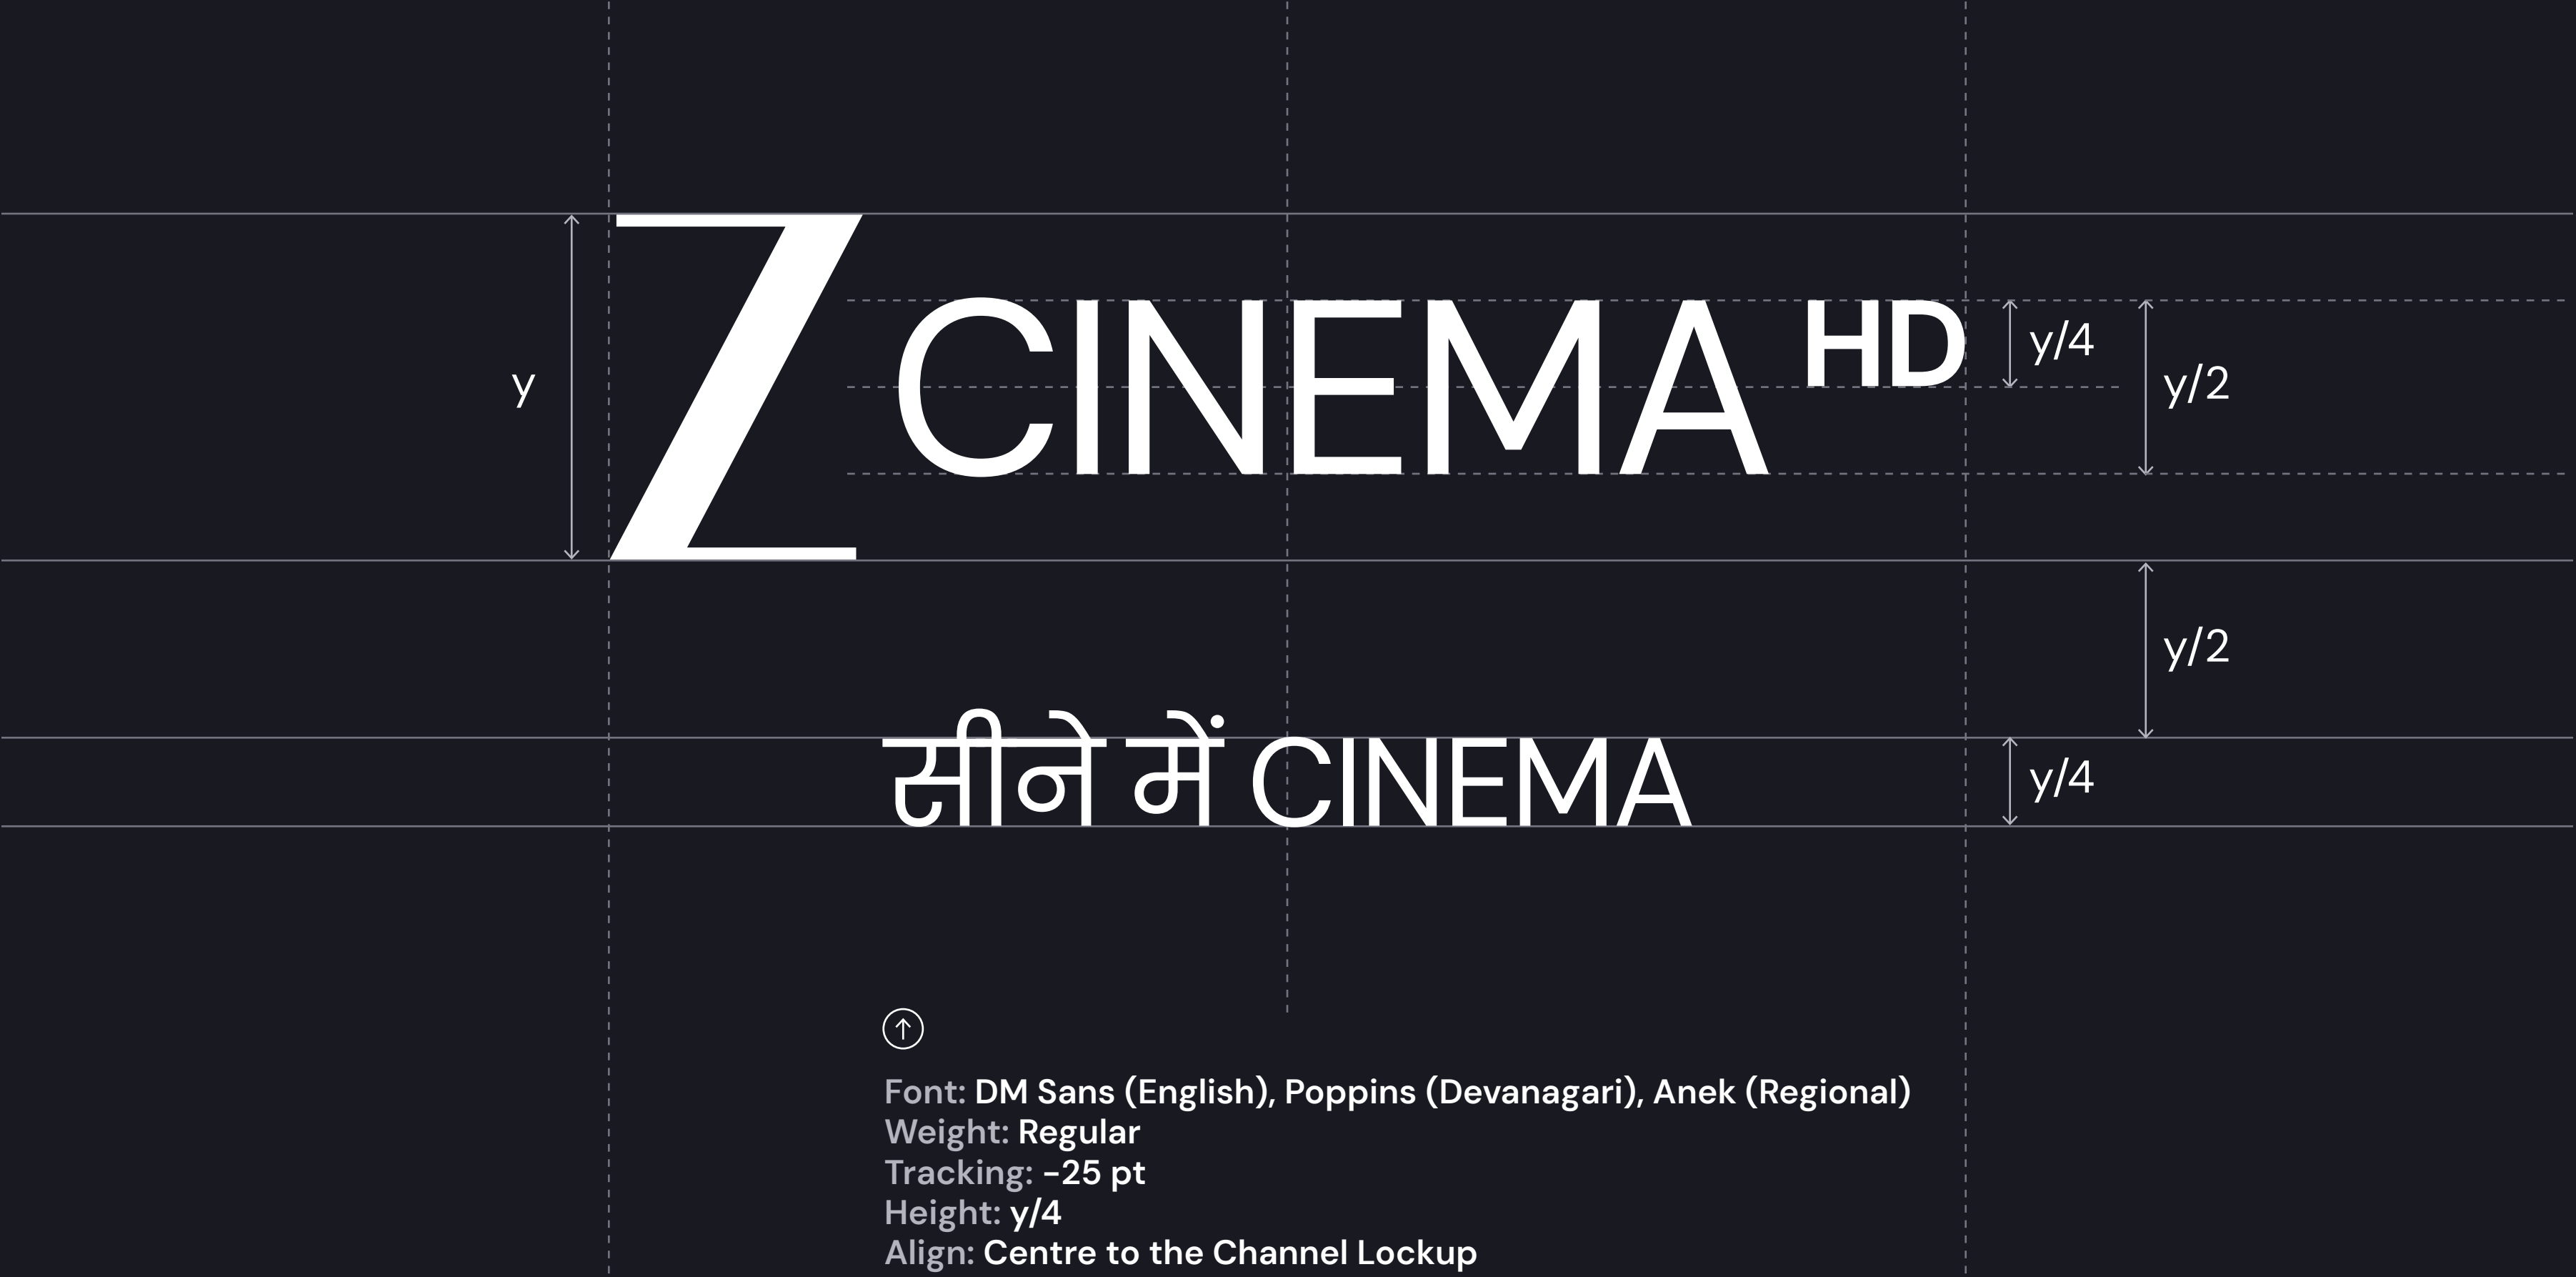 Z CINEMA HD
y
y/4
y/2
y/2
सीने में CINEMA
y/4
Font: DM Sans (English), Poppins (Devanagari), Anek (Regional)
Weight: Regular
Tracking: -25 pt
Height: y/4
Align: Centre to the Channel Lockup